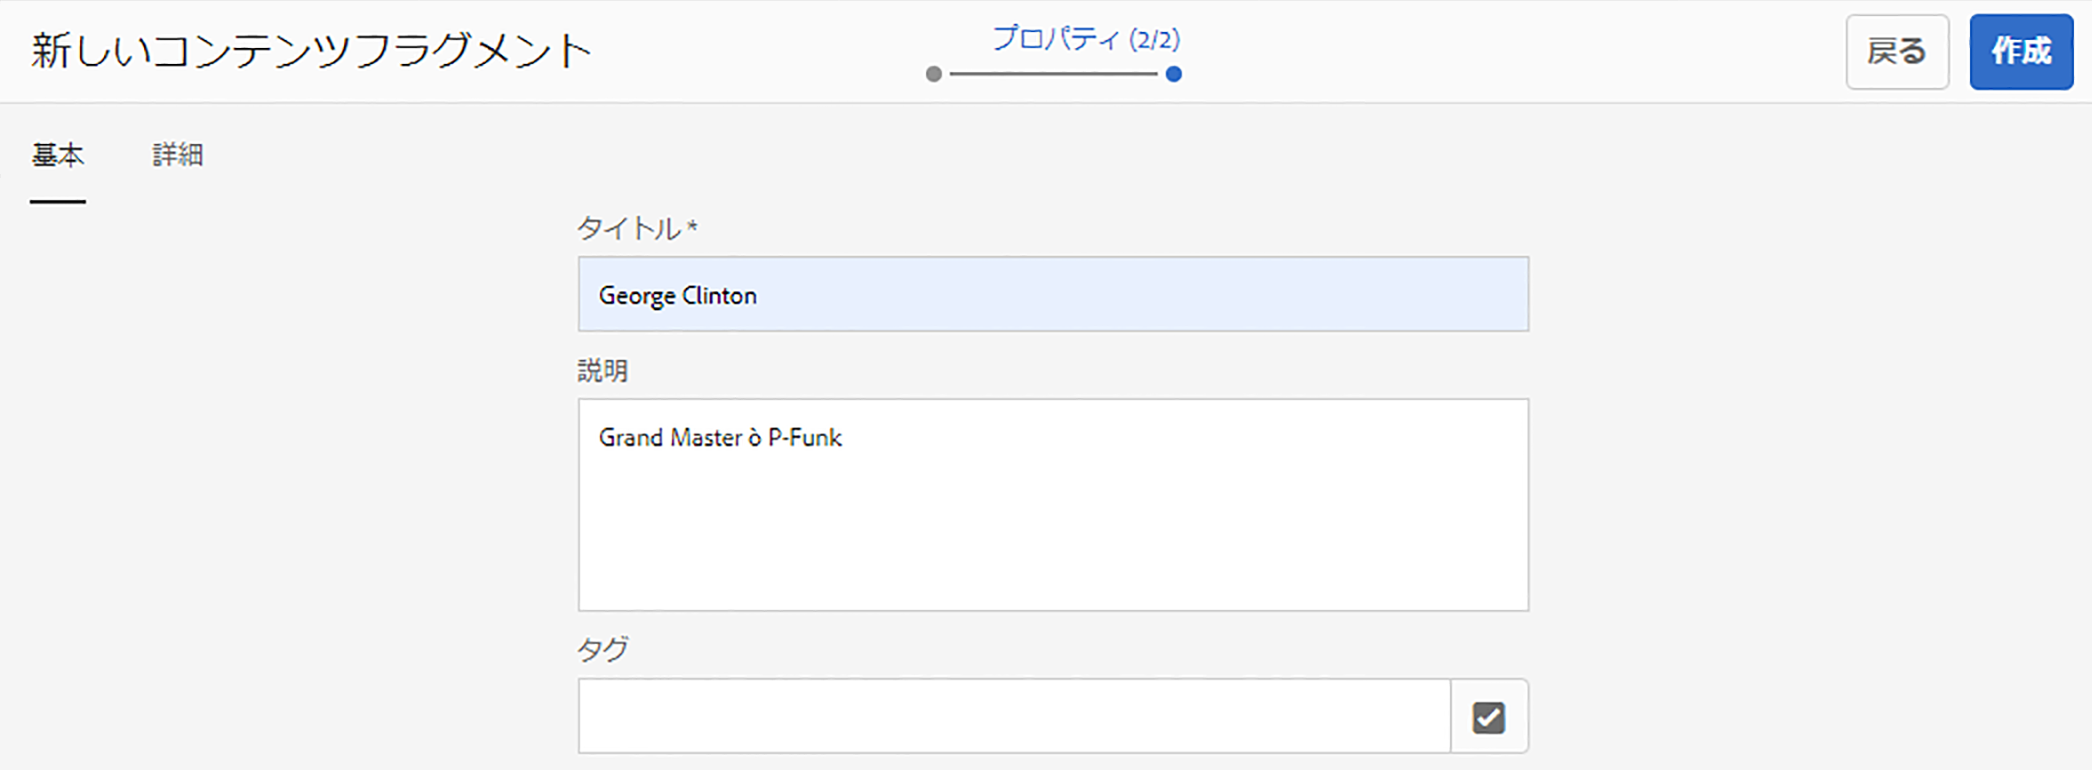 新しいコンテンツフラグメント
プロパティ (2/2)
戻る
作成
基本
詳細
タイトル *
George Clinton
説明
Grand Master ò P-Funk
タグ